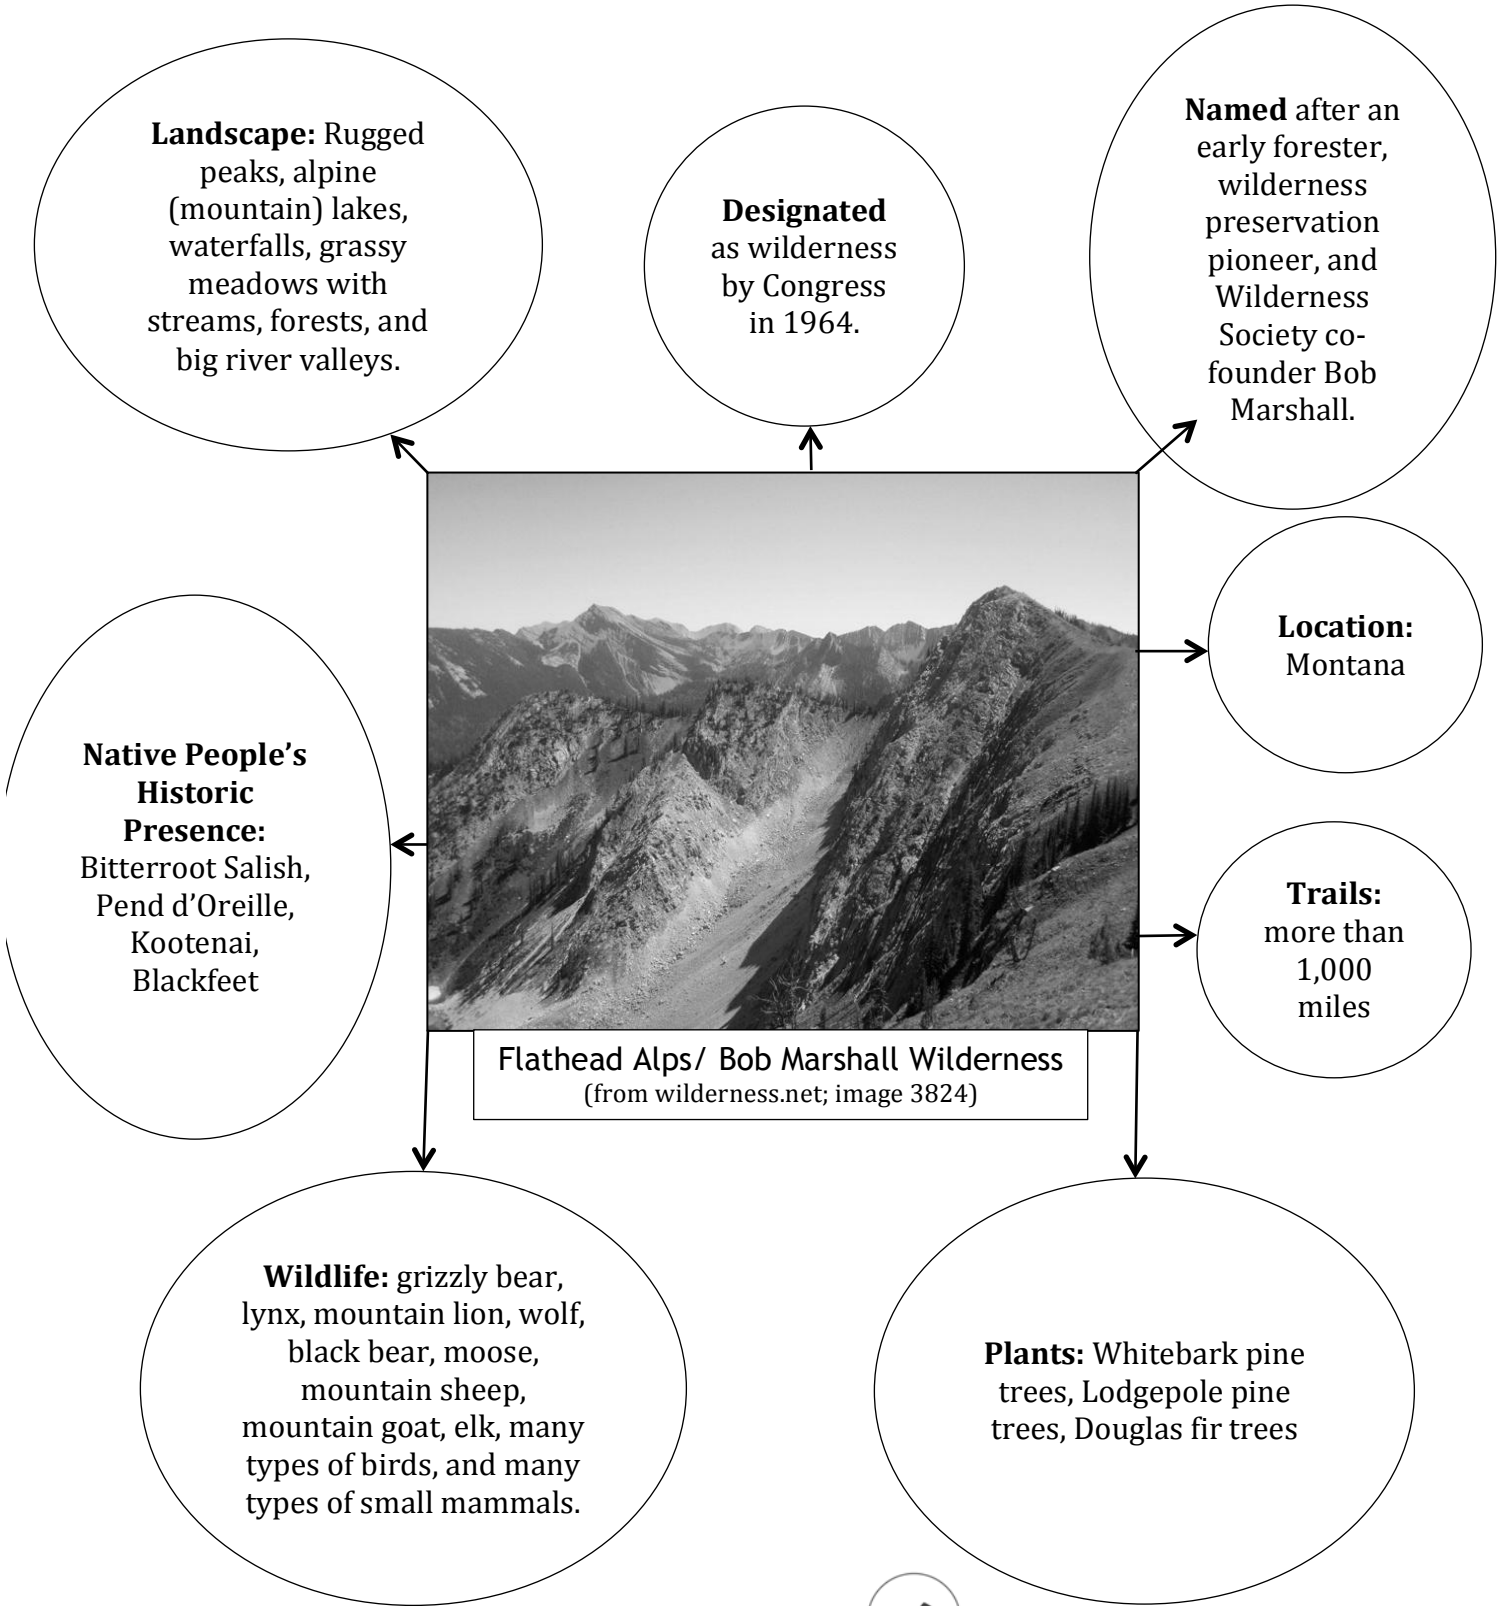 Landscape: Rugged
peaks, alpine
(mountain) lakes,
waterfalls, grassy
meadows with
streams, forests, and
big river valleys.
Designated
as wilderness
by Congress
in 1964.
Named after an
early forester,
wilderness
preservation
pioneer, and
Wilderness
Society co-
founder Bob
Marshall.
Location:
Montana
Native People’s
Historic
Presence:
Bitterroot Salish,
Pend d’Oreille,
Kootenai,
Blackfeet
Trails:
more than
1,000
miles
Flathead Alps/ Bob Marshall Wilderness
(from wilderness.net; image 3824)
Wildlife: grizzly bear,
lynx, mountain lion, wolf,
black bear, moose,
mountain sheep,
mountain goat, elk, many
types of birds, and many
types of small mammals.
Plants: Whitebark pine
trees, Lodgepole pine
trees, Douglas fir trees